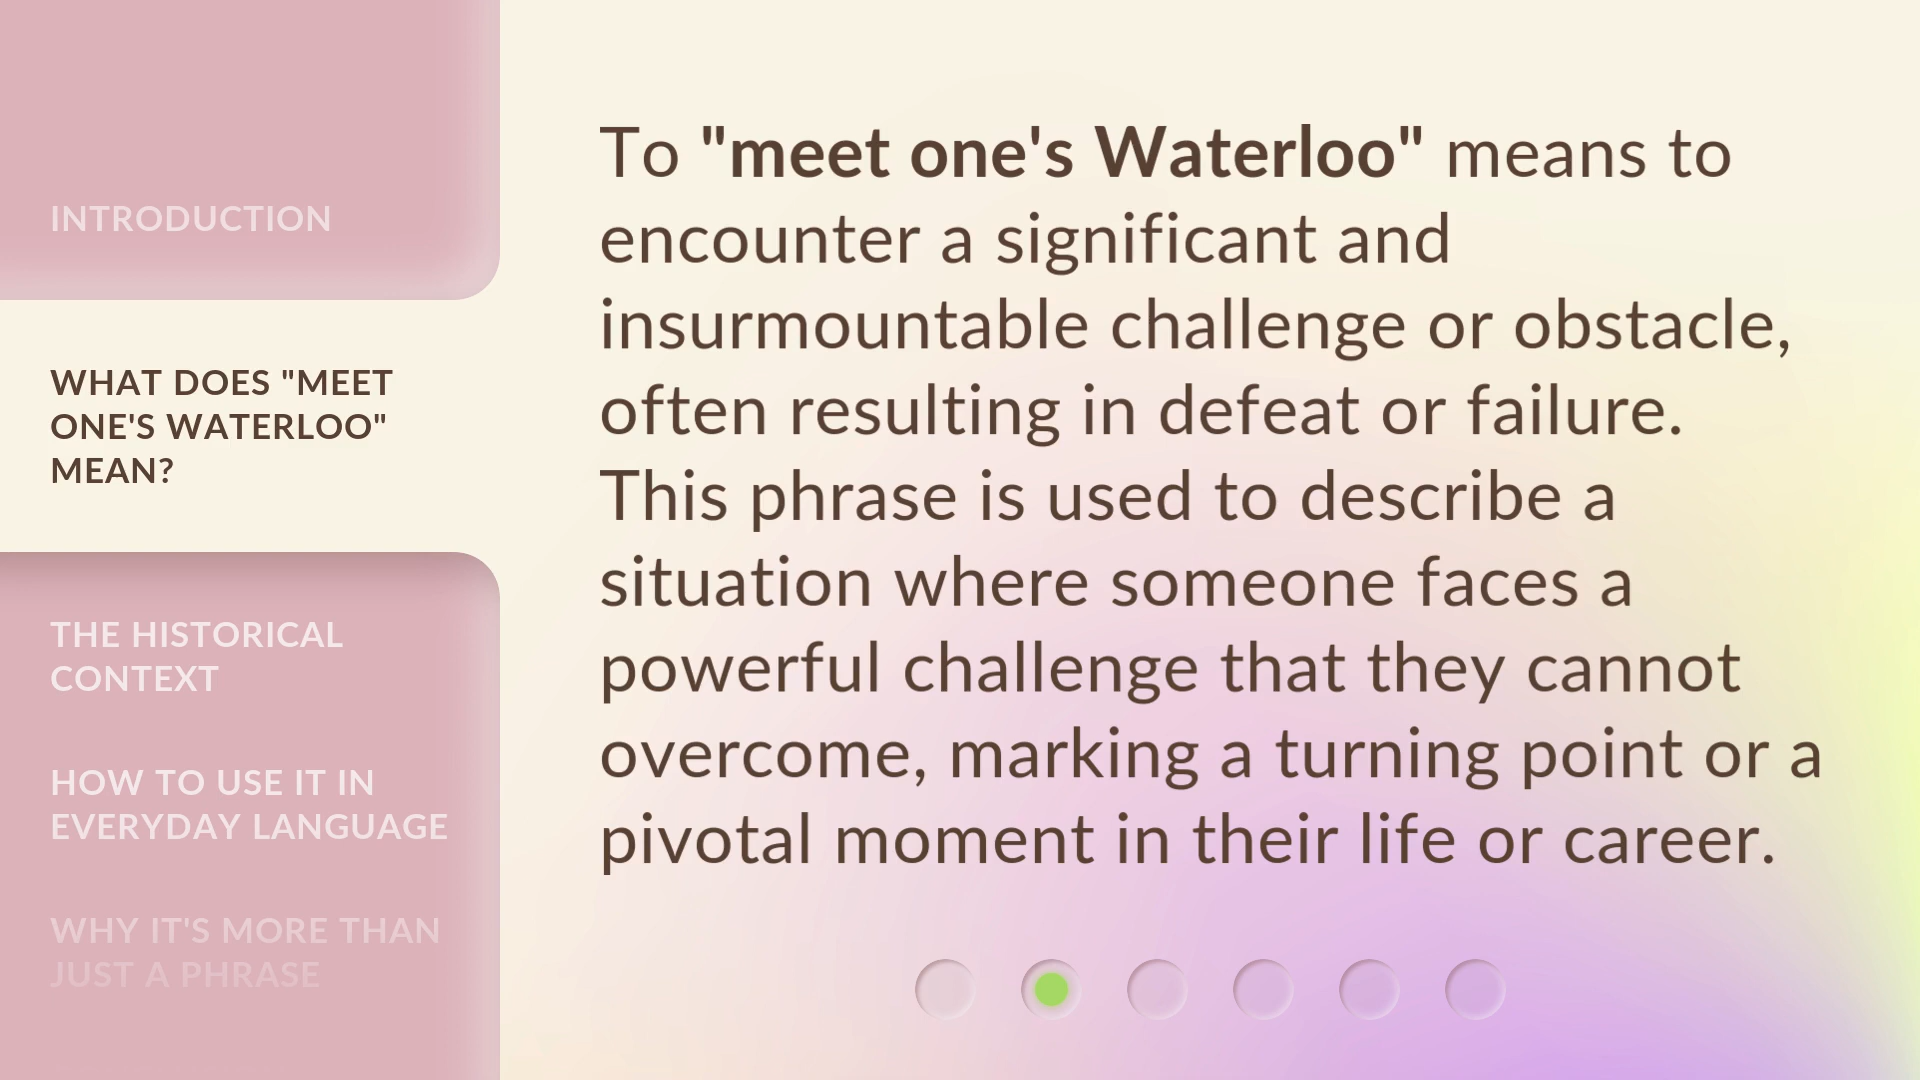 INTRODUCTION
WHAT DOES "MEET
ONE'S WATERLOO"
MEAN?
THE HISTORICAL
CONTEXT
HOW TO USE IT IN
EVERYDAY LANGUAGE
WHY IT'S MORE THAN
JUST A PHRASE
To "meet one's Waterloo" means to
encounter a significant and
insurmountable challenge or obstacle,
often resulting in defeat or failure.
This phrase is used to describe a
situation where someone faces a
powerful challenge that they cannot
overcome, marking a turning point or a
pivotal moment in their life or career.